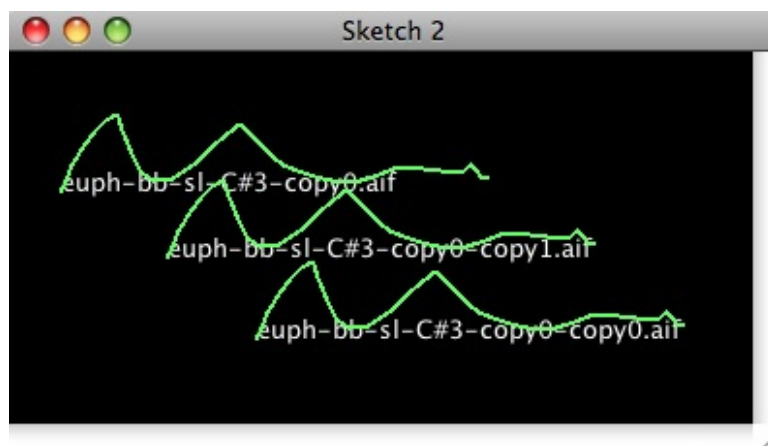 Sketch 2
euph-bb-sl-C#3-copy0.aif
euph-bb-sl-C#3-copy0-copy1.aif
euph-bb-sl-C#3-copy0-copy0.aif